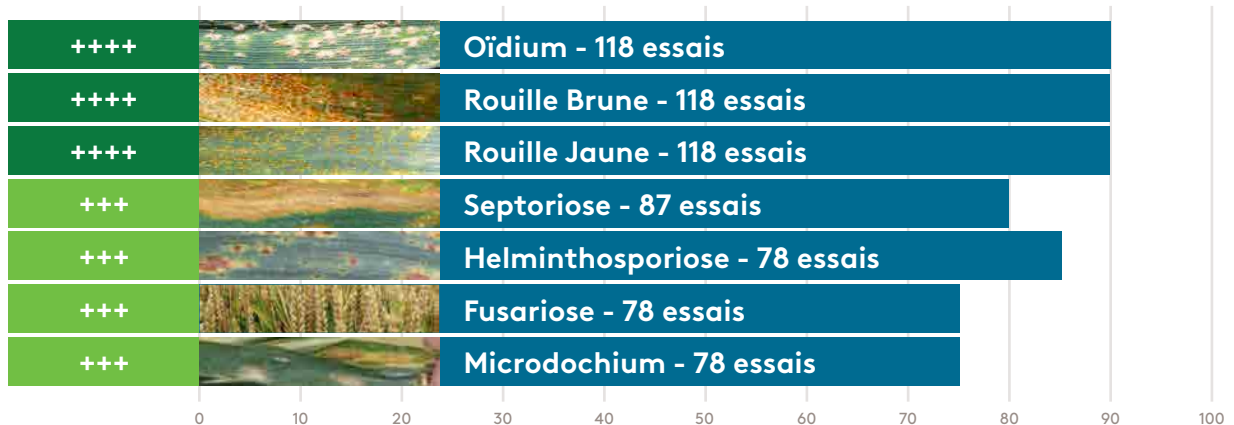 ++++ Oïdium - 118 essais
++++ Rouille Brune - 118 essais
++++ Rouille Jaune - 118 essais
+++ Septoriose - 87 essais
+++ Helminthosporiose - 78 essais
+++ Fusariose - 78 essais
+++ Microdochium - 78 essais
0 10 20 30 40 50 60 70 80 90 100